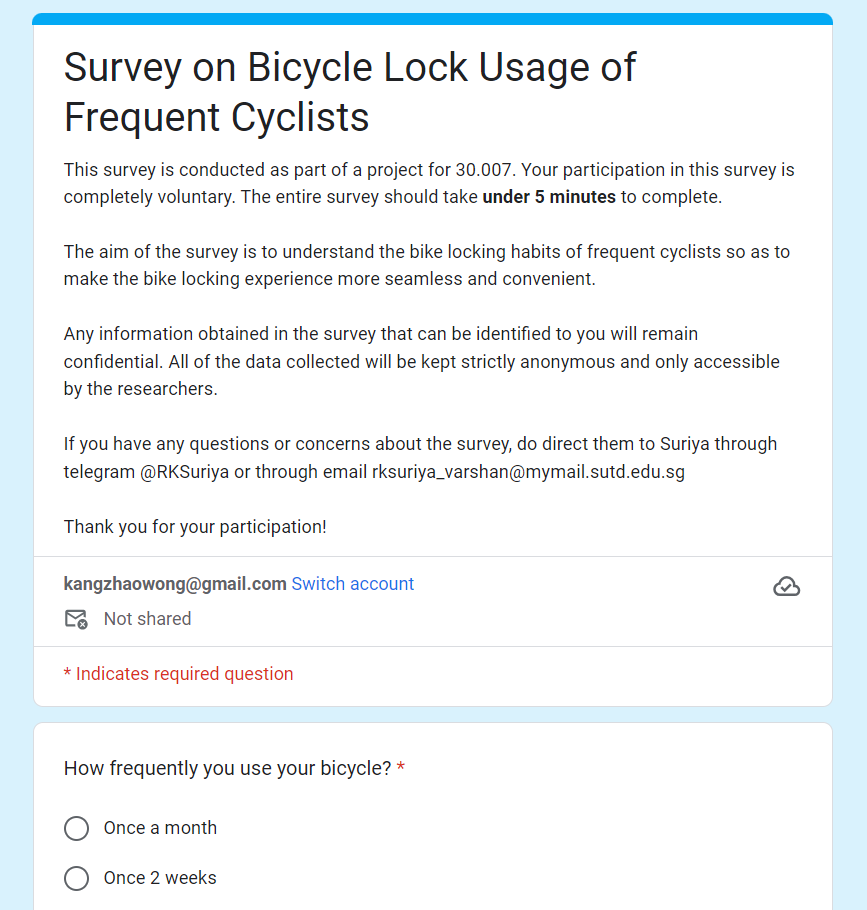 Survey on Bicycle Lock Usage of
Frequent Cyclists
This survey is conducted as part of a project for 30.007. Your participation in this survey is
completely voluntary. The entire survey should take under 5 minutes to complete.
The aim of the survey is to understand the bike locking habits of frequent cyclists so as to
make the bike locking experience more seamless and convenient.
Any information obtained in the survey that can be identified to you will remain
confidential. All of the data collected will be kept strictly anonymous and only accessible
by the researchers.
If you have any questions or concerns about the survey, do direct them to Suriya through
telegram @RKSuriya or through email rksuriya_varshan@mymail.sutd.edu.sg
Thank you for your participation!
kangzhaowong@gmail.com Switch account
Not shared
* Indicates required question
How frequently you use your bicycle? *
Once a month
Once 2 weeks